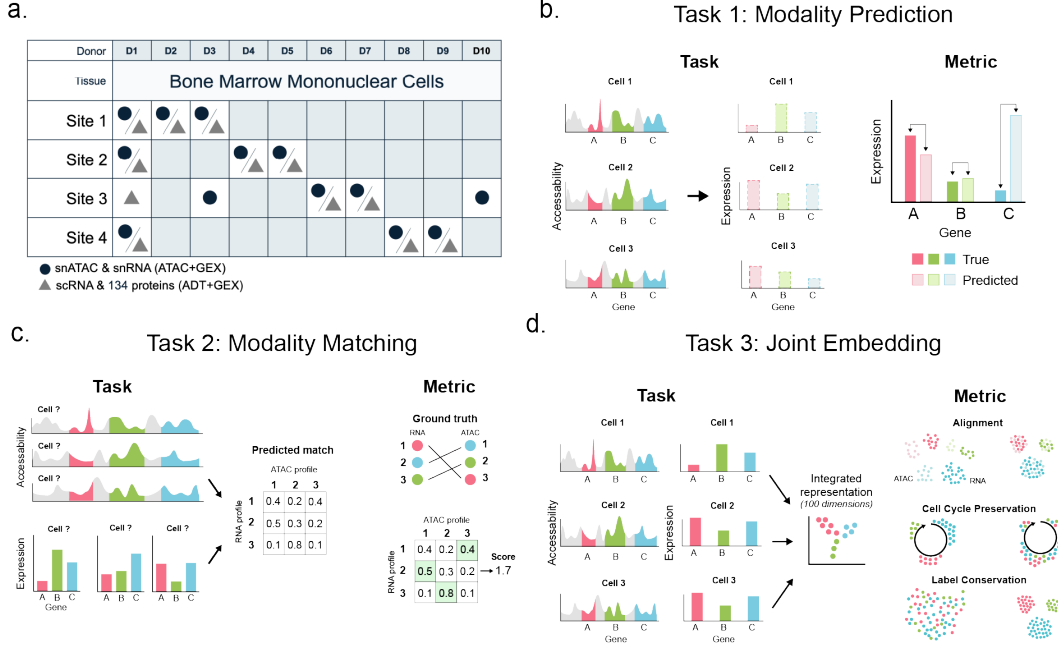 a.
Donor D1 D2 D3 D4 D5 D6 D7 D8 D9 D10
Tissue Bone Marrow Mononuclear Cells
Site 1
Site 2
Site 3
Site 4
snATAC & snRNA (ATAC+GEX)
scRNA & 134 proteins (ADT+GEX)
b.
Task 1: Modality Prediction
Task
Metric
Cell 1
Cell 1
A B C
A B C
Cell 2
Cell 2
A B C
A B C
Cell 3
Cell 3
A B C
A B C
Gene
Gene
Accessability
Expression
Expression
A B C
Gene
True
Predicted
c.
Task 2: Modality Matching
Task
Metric
Cell ?
Cell ?
Cell ?
Accessability
Cell ? Cell ? Cell ?
Expression
A B C A B C A B C
Gene
Predicted match
ATAC profile
1 2 3
RNA profile
1 0.4 0.2 0.4
2 0.5 0.3 0.2
3 0.1 0.8 0.1
Ground truth
RNA ATAC
1 1
2 2
3 3
ATAC profile
1 2 3
RNA profile
1 0.4 0.2 0.4
2 0.5 0.3 0.2
3 0.1 0.8 0.1
Score
1.7
d.
Task 3: Joint Embedding
Task
Metric
Cell 1
Cell 1
A B C
A B C
Cell 2
Cell 2
A B C
A B C
Cell 3
Cell 3
A B C
A B C
Gene
Gene
Accessability
Expression
Integrated
representation
(100 dimensions)
Alignment
ATAC
RNA
Cell Cycle Preservation
Label Conservation